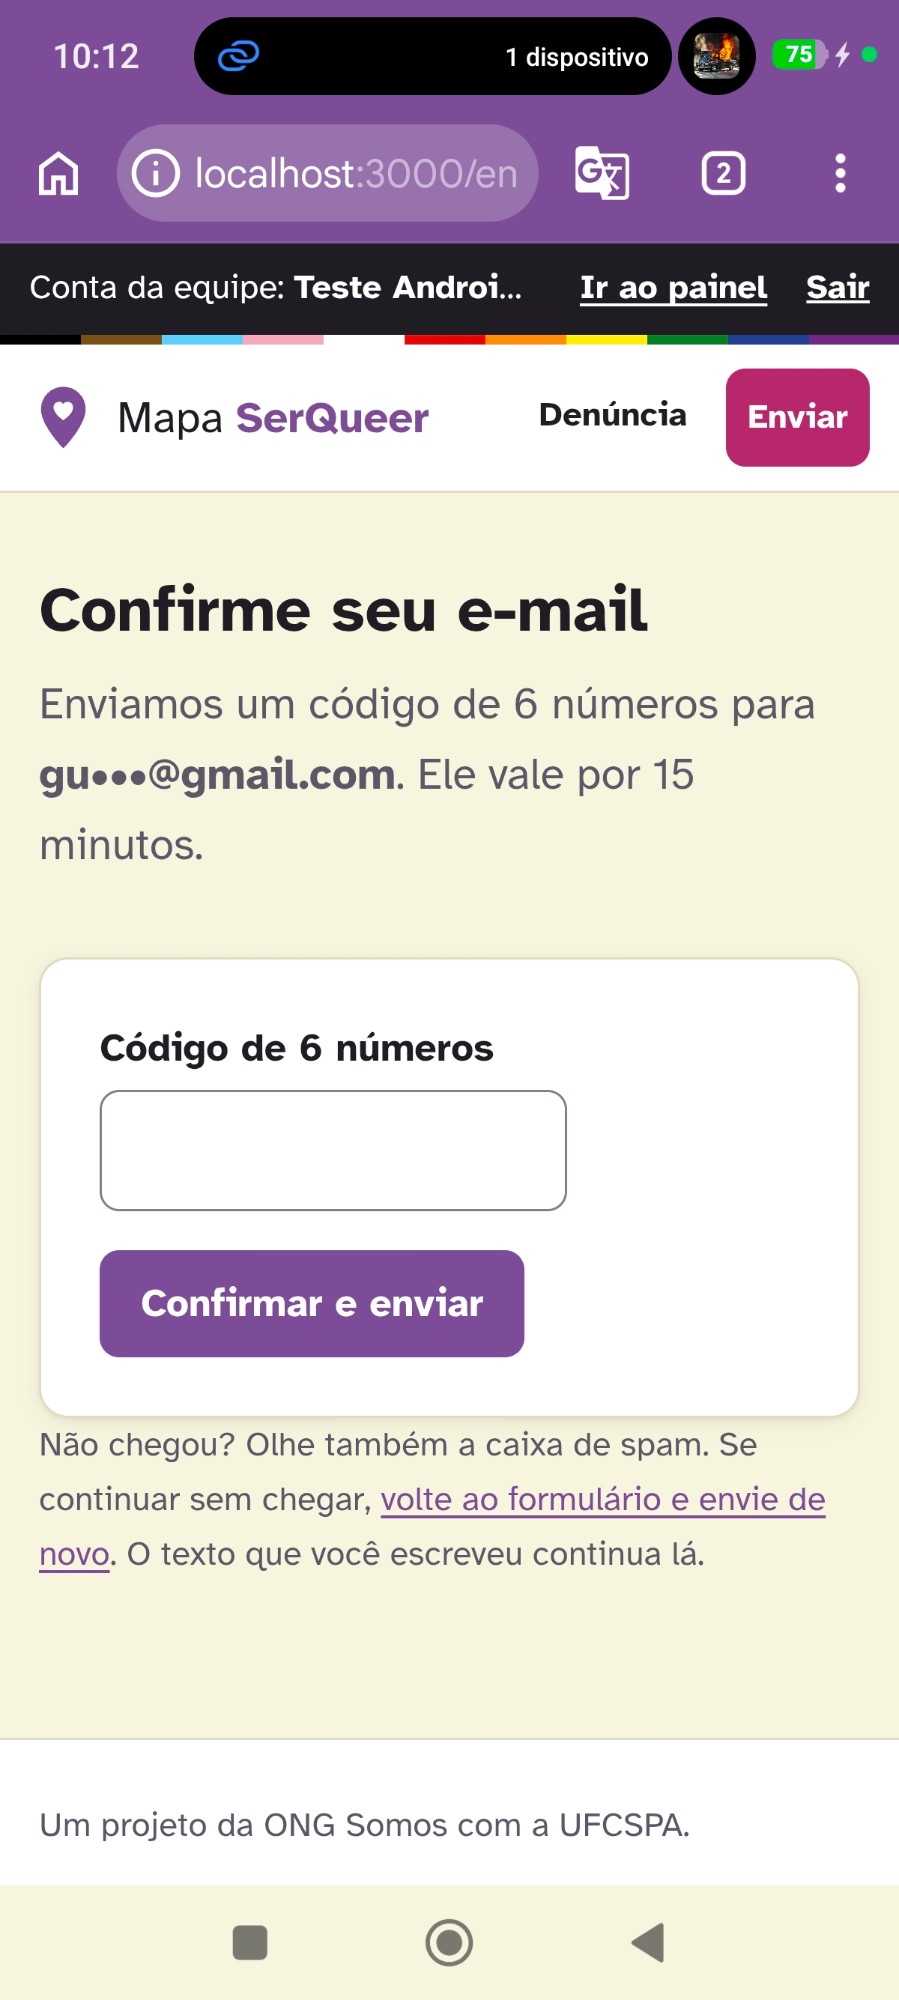 10:12
1 dispositivo
75
localhost:3000/en
2
Conta da equipe: Teste Androi...
Ir ao painel
Sair
Mapa SerQueer
Denúncia
Enviar
Confirme seu e-mail
Enviamos um código de 6 números para
gu•••@gmail.com. Ele vale por 15
minutos.
Código de 6 números
Confirmar e enviar
Não chegou? Olhe também a caixa de spam. Se
continuar sem chegar, volte ao formulário e envie de
novo. O texto que você escreveu continua lá.
Um projeto da ONG Somos com a UFCSPA.